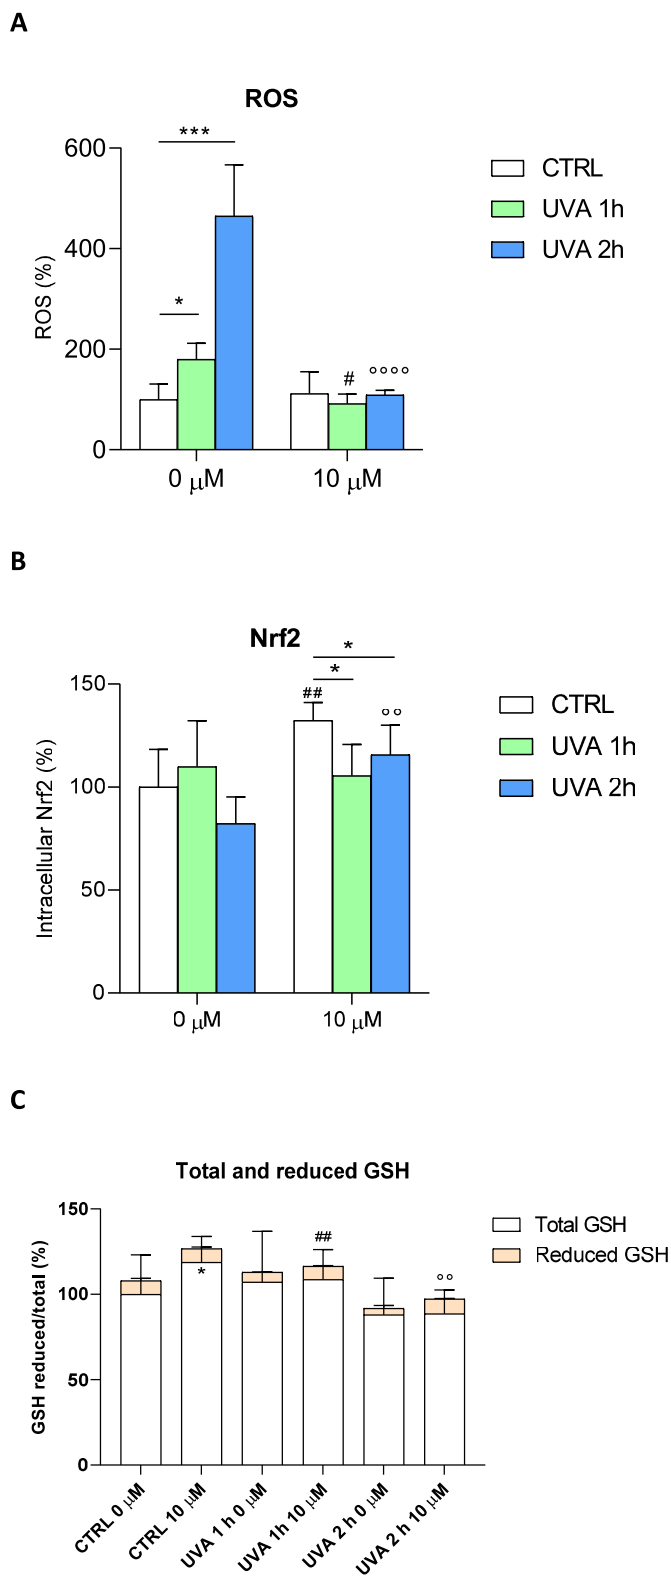 A
ROS
***
600
CTRL
UVA 1h
UVA 2h
400
ROS (%)
*
200
# °°°°
0
0 μM 10 μM
B
Nrf2
*
*
150
##
°°
CTRL
UVA 1h
UVA 2h
100
Intracellular Nrf2 (%)
50
0
0 μM 10 μM
C
Total and reduced GSH
150
Total GSH
Reduced GSH
##
*
°°
100
GSH reduced/total (%)
50
0
CTRL 0 μM
CTRL 10 μM
UVA 1 h 0 μM
UVA 1h 10 μM
UVA 2 h 0 μM
UVA 2 h 10 μM